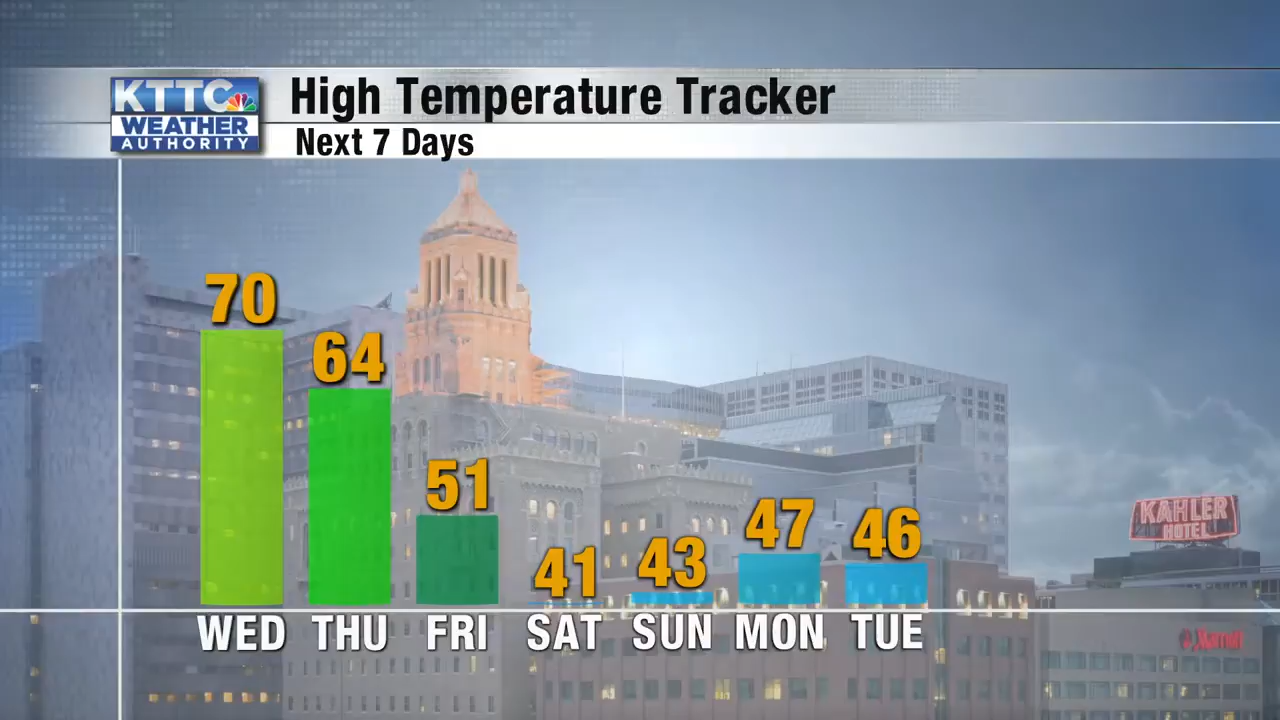 KTTC
WEATHER
AUTHORITY
High Temperature Tracker
Next 7 Days
70
64
51
41
43
47
46
WED THU FRI SAT SUN MON TUE
KAHLER
HOTEL
Marriott